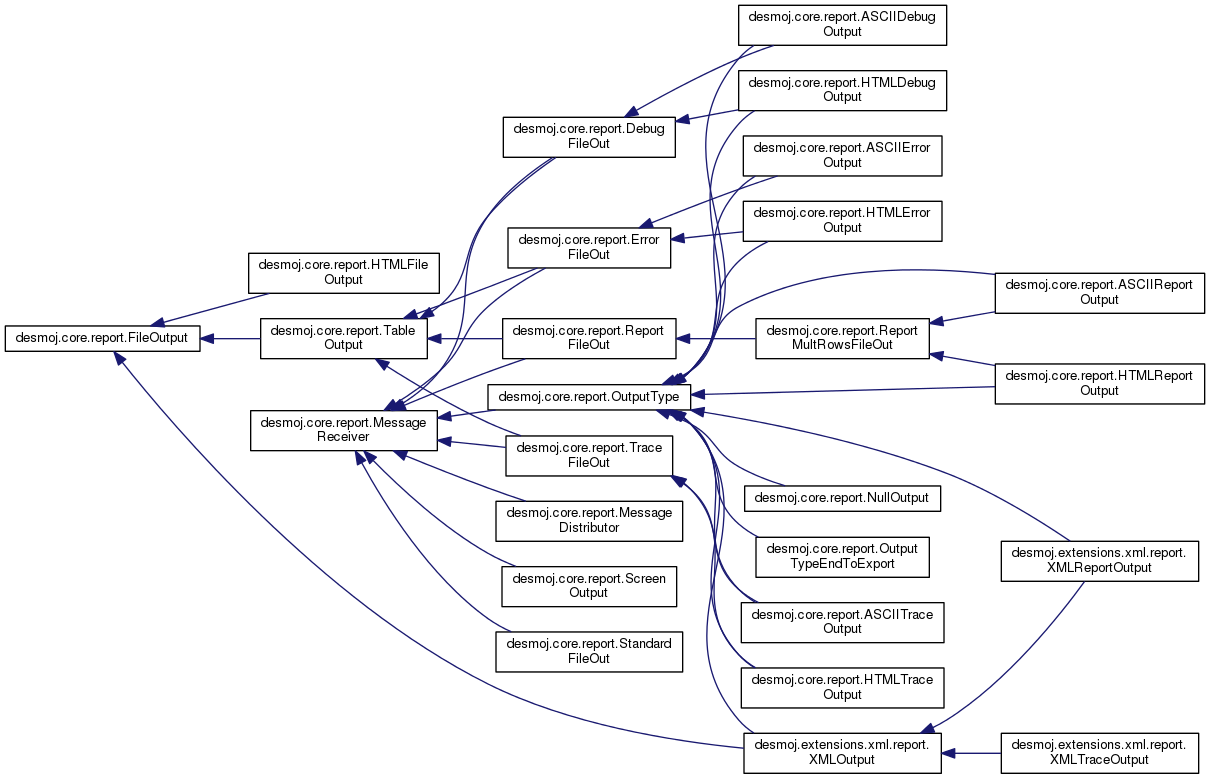 desmoj.core.report.ASCIIDebug
Output
desmoj.core.report.HTMLDebug
Output
desmoj.core.report.Debug
FileOut
desmoj.core.report.ASCIIError
Output
desmoj.core.report.HTMLError
Output
desmoj.core.report.Error
FileOut
desmoj.core.report.HTMLFile
Output
desmoj.core.report.ASCIIReport
Output
desmoj.core.report.FileOutput
desmoj.core.report.Table
Output
desmoj.core.report.Report
FileOut
desmoj.core.report.Report
MultRowsFileOut
desmoj.core.report.HTMLReport
Output
desmoj.core.report.OutputType
desmoj.core.report.Message
Receiver
desmoj.core.report.Trace
FileOut
desmoj.core.report.NullOutput
desmoj.core.report.Message
Distributor
desmoj.core.report.Output
TypeEndToExport
desmoj.extensions.xml.report.
XMLReportOutput
desmoj.core.report.Screen
Output
desmoj.core.report.ASCIITrace
Output
desmoj.core.report.Standard
FileOut
desmoj.core.report.HTMLTrace
Output
desmoj.extensions.xml.report.
XMLOutput
desmoj.extensions.xml.report.
XMLTraceOutput